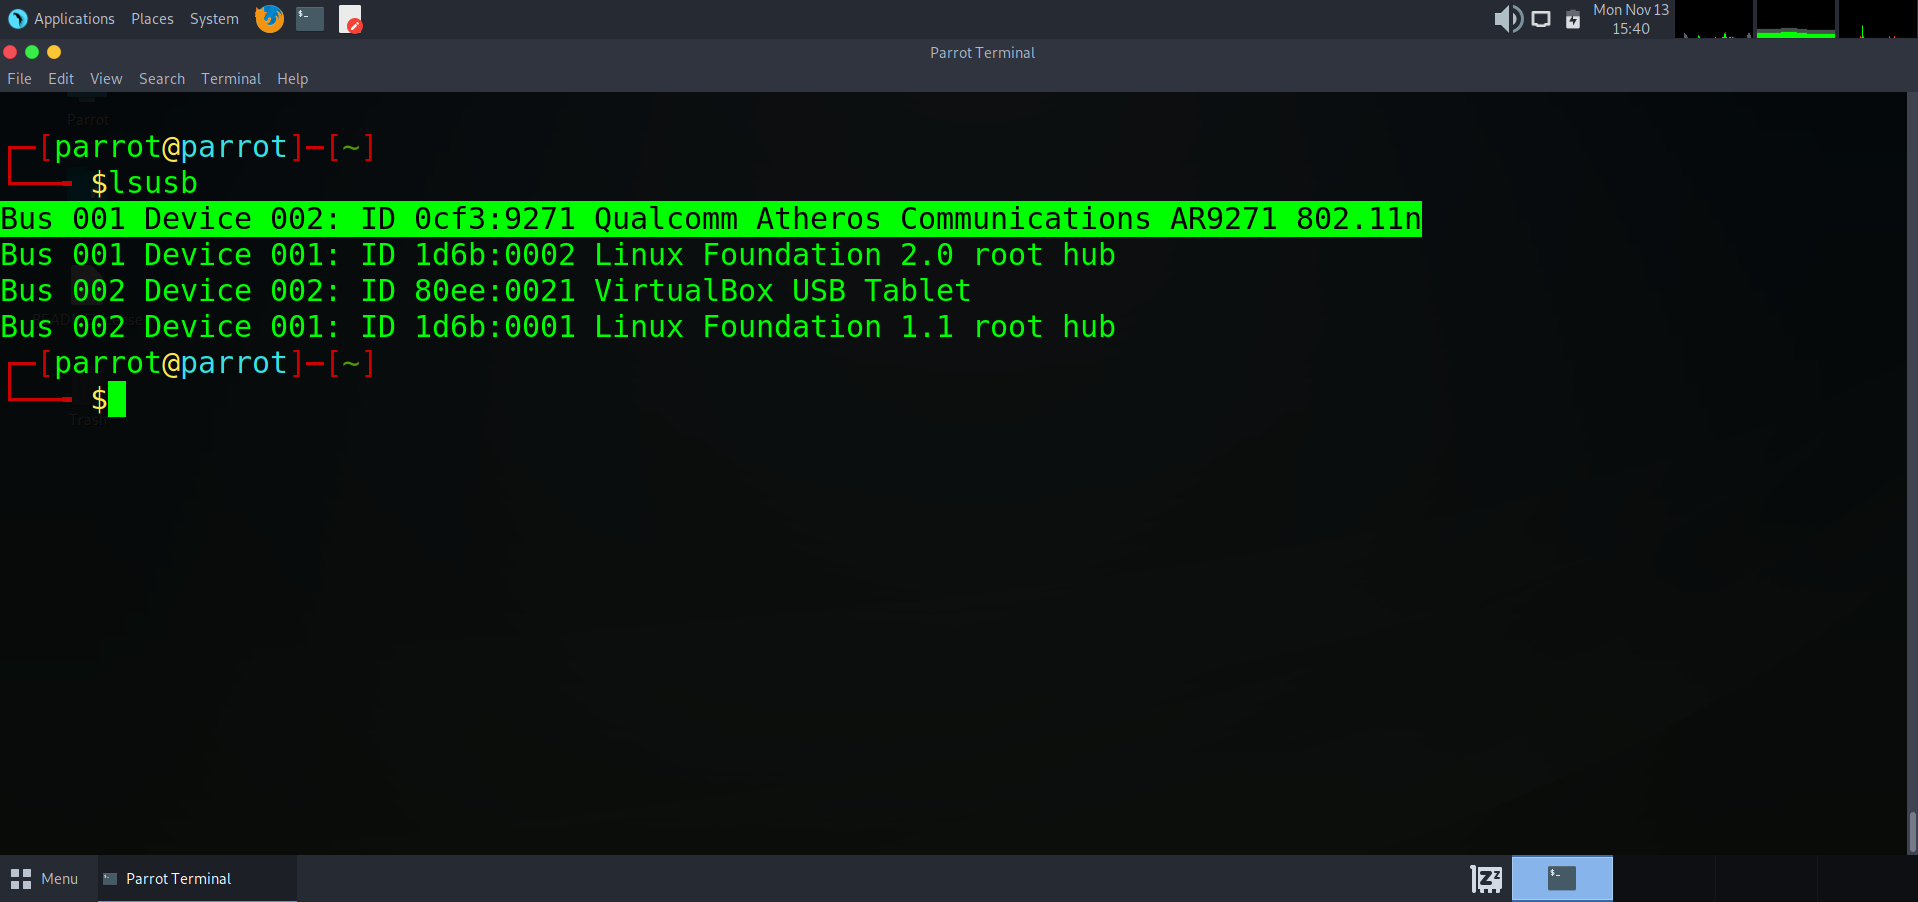 Applications Places System Mon Nov 13
15:40
Parrot Terminal
File Edit View Search Terminal Help
Parrot
┌─[parrot@parrot]─[~]
└──╼ $lsusb
Bus 001 Device 002: ID 0cf3:9271 Qualcomm Atheros Communications AR9271 802.11n
Bus 001 Device 001: ID 1d6b:0002 Linux Foundation 2.0 root hub
Bus 002 Device 002: ID 80ee:0021 VirtualBox USB Tablet
Bus 002 Device 001: ID 1d6b:0001 Linux Foundation 1.1 root hub
┌─[parrot@parrot]─[~]
└──╼ $
Trash
Menu Parrot Terminal